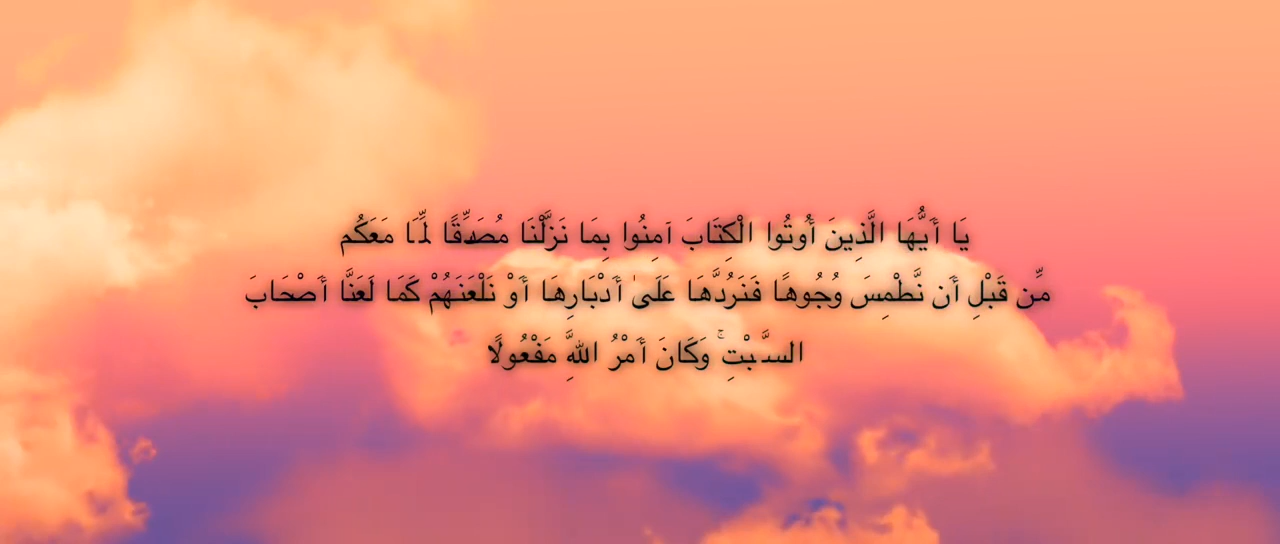 يَا أَيُّهَا الَّذِينَ أُوتُوا الْكِتَابَ آمِنُوا بِمَا نَزَّلْنَا مُصَدِّقًا لِّمَا مَعَكُم
مِّن قَبْلِ أَن نَّطْمِسَ وُجُوهًا فَنَرُدَّهَا عَلَىٰ أَدْبَارِهَا أَوْ نَلْعَنَهُمْ كَمَا لَعَنَّا أَصْحَابَ
السَّبْتِ ۚ وَكَانَ أَمْرُ اللَّهِ مَفْعُولًا